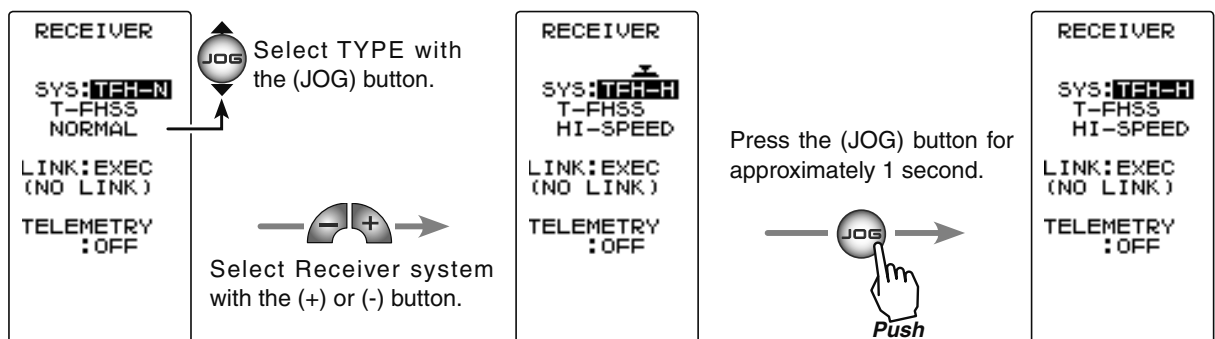 RECEIVER
SYS:TFH-N
T-FHSS
NORMAL
LINK:EXEC
(NO LINK)
TELEMETRY
:OFF
JOG
Select TYPE with
the (JOG) button.
- +
Select Receiver system
with the (+) or (-) button.
RECEIVER
SYS:TFH-H
T-FHSS
HI-SPEED
LINK:EXEC
(NO LINK)
TELEMETRY
:OFF
Press the (JOG) button for
approximately 1 second.
JOG
Push
RECEIVER
SYS:TFH-H
T-FHSS
HI-SPEED
LINK:EXEC
(NO LINK)
TELEMETRY
:OFF